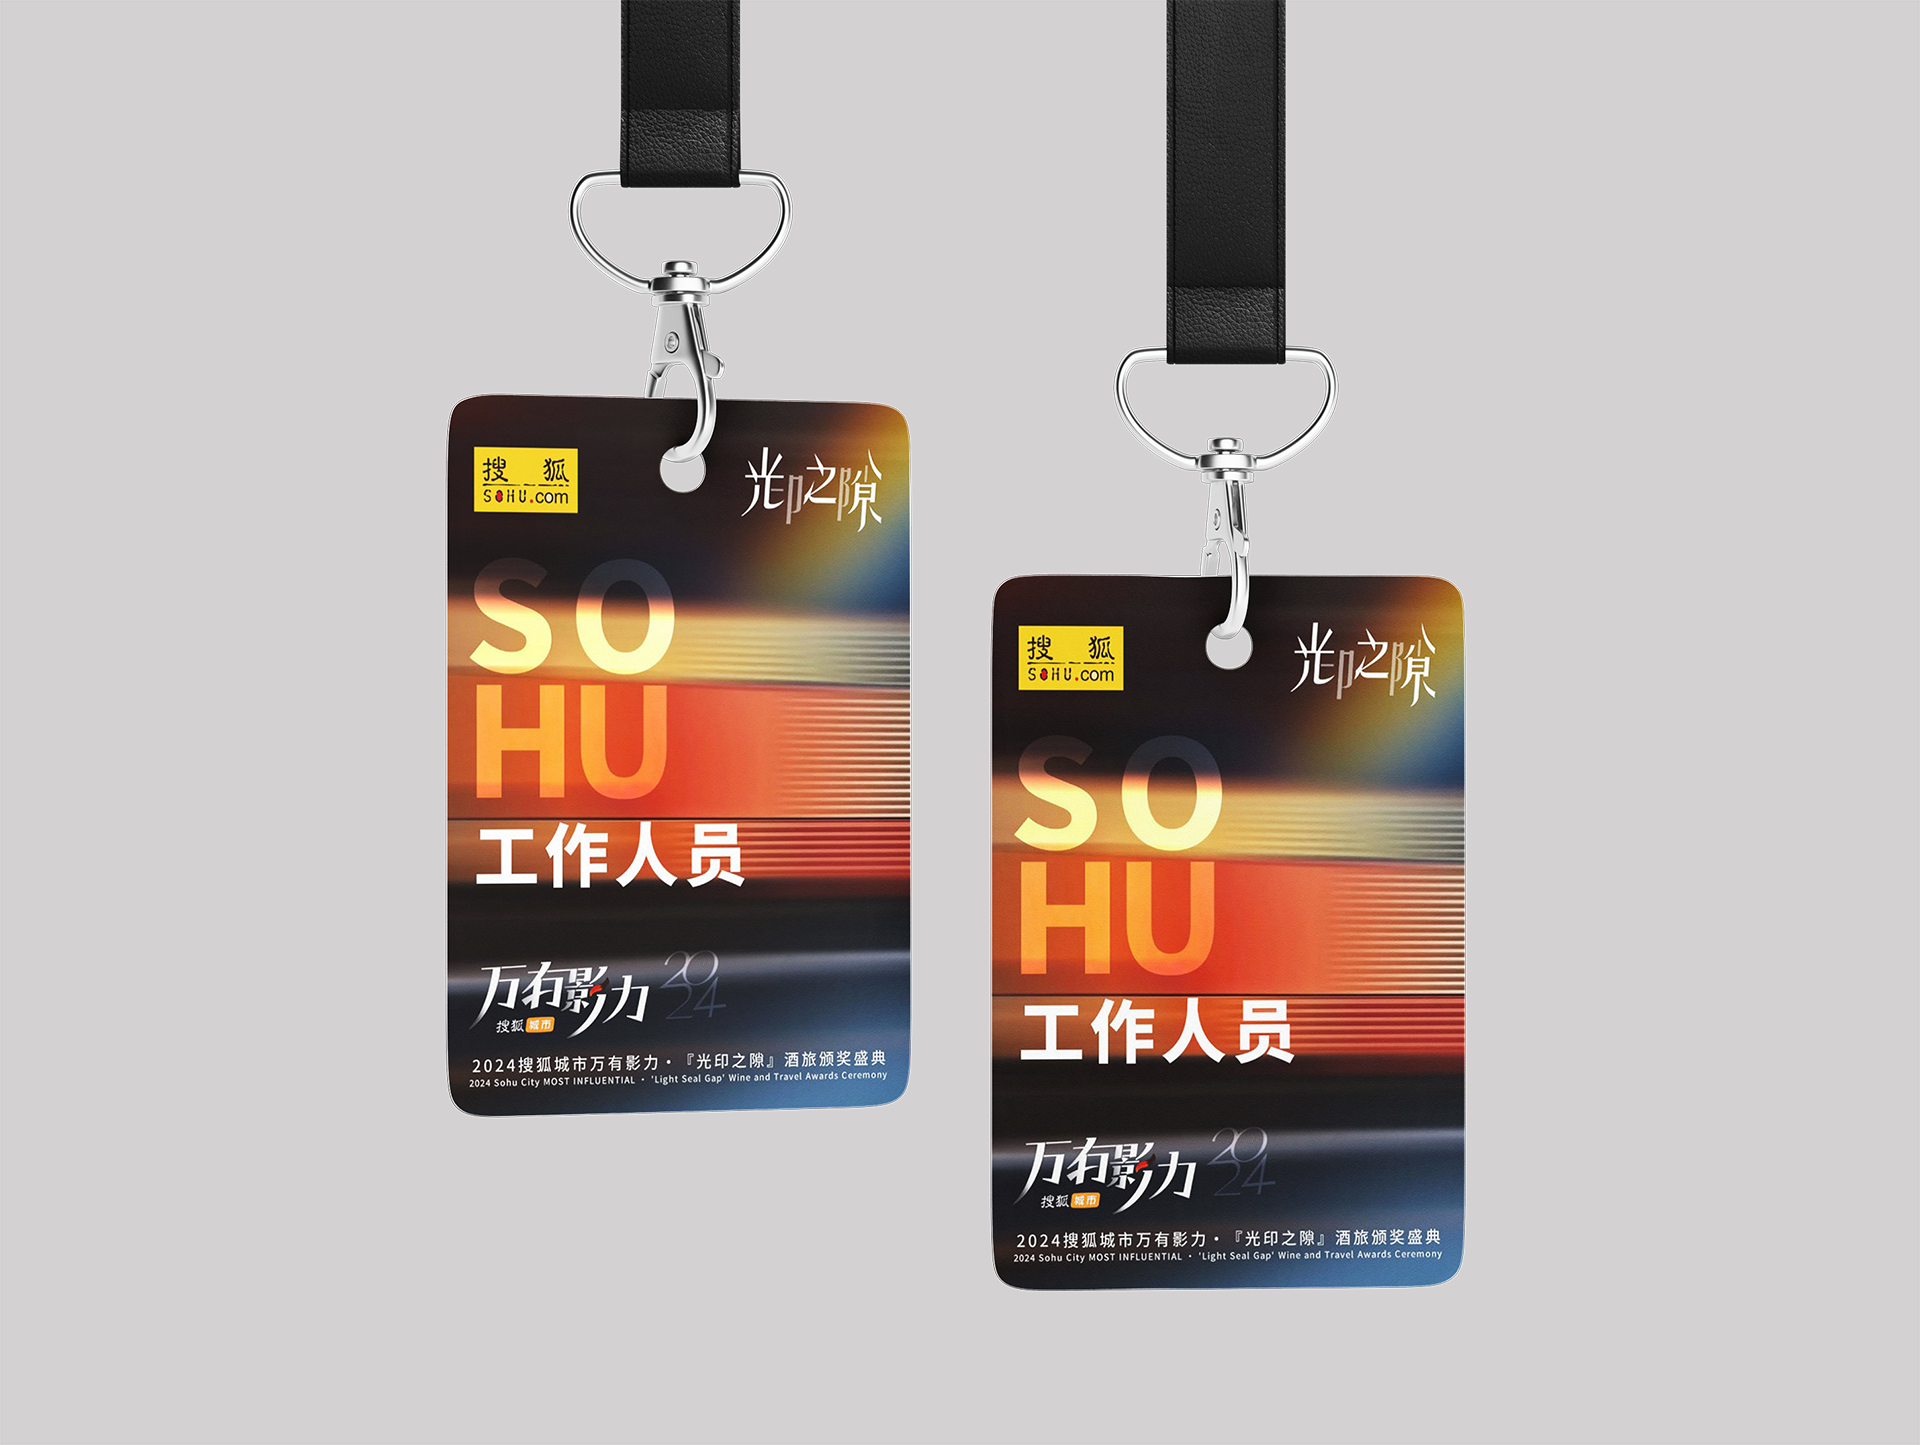 搜狐
SOHU.com
光印之隙
SO
HU
工作人员
万有影力
2024
搜狐 城市
2024搜狐城市万有影力·『光印之隙』酒旅颁奖盛典
2024 Sohu City MOST INFLUENTIAL · 'Light Seal Gap' Wine and Travel Awards Ceremony
搜狐
SOHU.com
光印之隙
SO
HU
工作人员
万有影力
2024
搜狐 城市
2024搜狐城市万有影力·『光印之隙』酒旅颁奖盛典
2024 Sohu City MOST INFLUENTIAL · 'Light Seal Gap' Wine and Travel Awards Ceremony